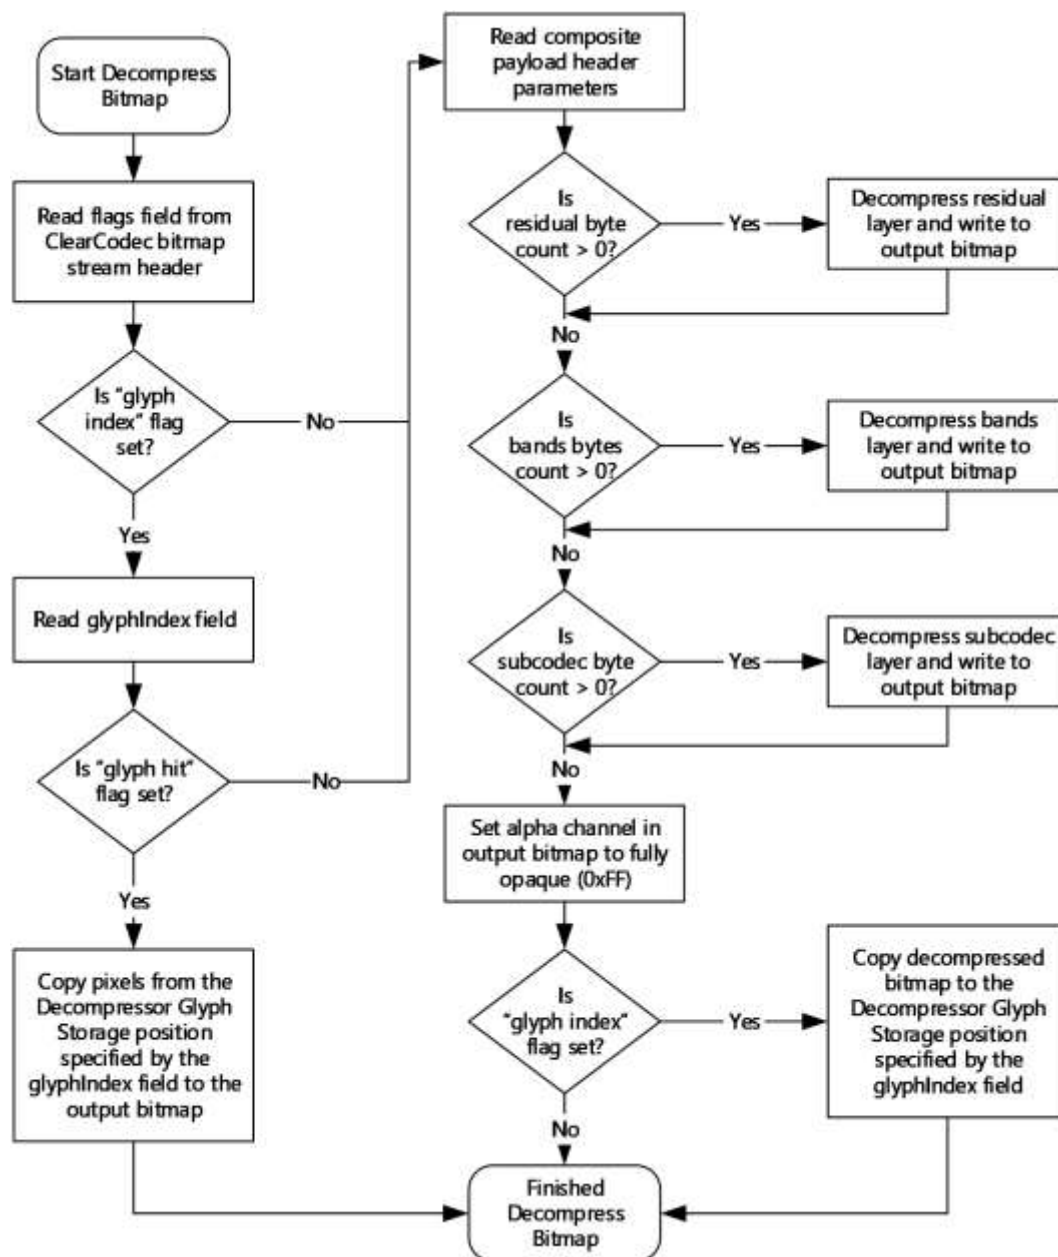 Start Decompress
Bitmap
Read flags field from
ClearCodec bitmap
stream header
Is "glyph
index" flag
set?
No
Yes
Read glyphIndex field
Is "glyph hit"
flag set?
No
Yes
Copy pixels from the
Decompressor Glyph
Storage position
specified by the
glyphIndex field to the
output bitmap
Read composite
payload header
parameters
Is
residual byte
count > 0?
Yes
Decompress residual
layer and write to
output bitmap
No
Is
bands bytes
count > 0?
Yes
Decompress bands
layer and write to
output bitmap
No
Is
subcodec byte
count > 0?
Yes
Decompress subcodec
layer and write to
output bitmap
No
Set alpha channel in
output bitmap to fully
opaque (0xFF)
Is
"glyph index"
flag set?
Yes
Copy decompressed
bitmap to the
Decompressor Glyph
Storage position
specified by the
glyphIndex field
No
Finished
Decompress
Bitmap